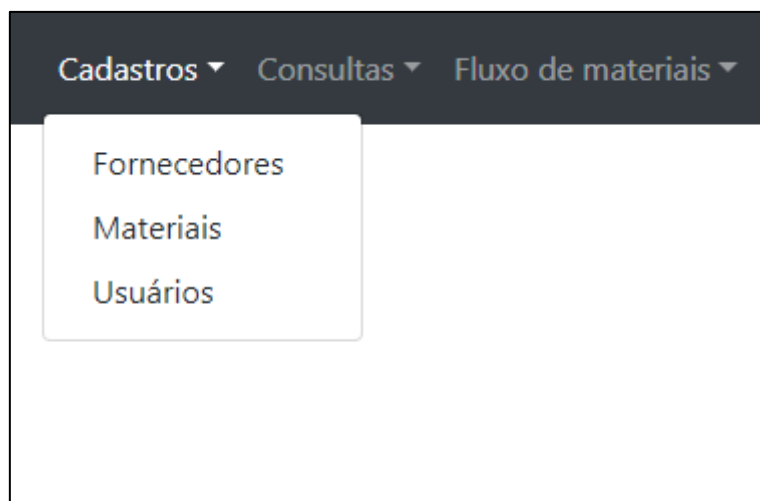 Cadastros Consultas Fluxo de materiais
Fornecedores
Materiais
Usuários